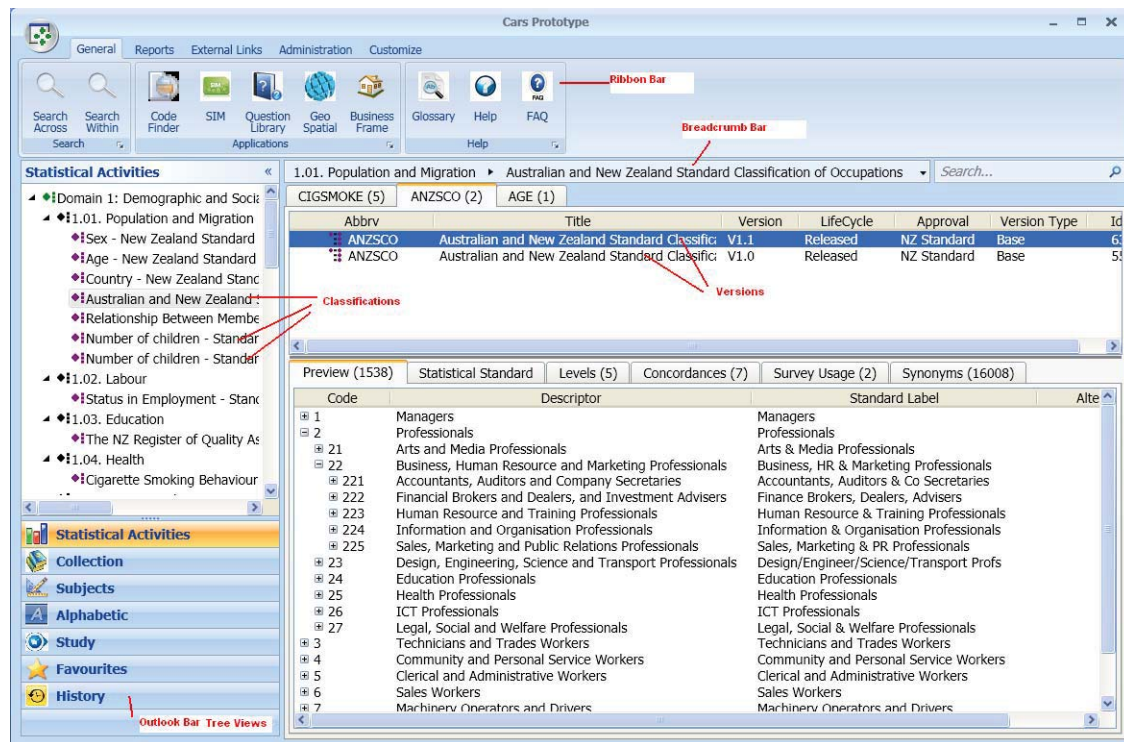 Cars Prototype
General Reports External Links Administration Customize
Search Across
Search Within
Code Finder
SIM
Question Library
Geo Spatial
Business Frame
Glossary
Help
FAQ
FAQ
Search Applications Help
Ribbon Bar
Breadcrumb Bar
Statistical Activities «
1.01. Population and Migration Australian and New Zealand Standard Classification of Occupations Search...
Domain 1: Demographic and Socia
1.01. Population and Migration
Sex - New Zealand Standard
Age - New Zealand Standard
Country - New Zealand Stanc
Australian and New Zealand S
Relationship Between Membe
Number of children - Standar
Number of children - Standar
1.02. Labour
Status in Employment - Stanc
1.03. Education
The NZ Register of Quality As
1.04. Health
Cigarette Smoking Behaviour
Classifications
CIGSMOKE (5) ANZSCO (2) AGE (1)
Abbrv Title Version LifeCycle Approval Version Type Id
ANZSCO Australian and New Zealand Standard Classific V1.1 Released NZ Standard Base
ANZSCO Australian and New Zealand Standard Classific V1.0 Released NZ Standard Base
Versions
Statistical Activities
Collection
Subjects
Alphabetic
Study
Favourites
History
Outlook Bar Tree Views
Preview (1538) Statistical Standard Levels (5) Concordances (7) Survey Usage (2) Synonyms (16008)
Code Descriptor Standard Label Alte
1 Managers Managers
2 Professionals Professionals
21 Arts and Media Professionals Arts & Media Professionals
22 Business, Human Resource and Marketing Professionals Business, HR & Marketing Professionals
221 Accountants, Auditors and Company Secretaries Accountants, Auditors & Co Secretaries
222 Financial Brokers and Dealers, and Investment Advisers Finance Brokers, Dealers, Advisers
223 Human Resource and Training Professionals Human Resource & Training Professionals
224 Information and Organisation Professionals Information & Organisation Professionals
225 Sales, Marketing and Public Relations Professionals Sales, Marketing & PR Professionals
23 Design, Engineering, Science and Transport Professionals Design/Engineer/Science/Transport Profs
24 Education Professionals Education Professionals
25 Health Professionals Health Professionals
26 ICT Professionals ICT Professionals
27 Legal, Social and Welfare Professionals Legal, Social & Welfare Professionals
3 Technicians and Trades Workers Technicians and Trades Workers
4 Community and Personal Service Workers Community and Personal Service Workers
5 Clerical and Administrative Workers Clerical and Administrative Workers
6 Sales Workers Sales Workers
7 Machinery Operators and Drivers Machinery Operators and Drivers